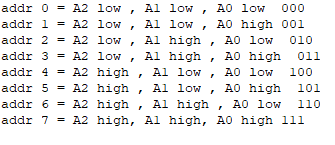 addr 0 = A2 low , A1 low , A0 low  000
addr 1 = A2 low , A1 low , A0 high 001
addr 2 = A2 low , A1 high , A0 low  010
addr 3 = A2 low , A1 high , A0 high  011
addr 4 = A2 high , A1 low , A0 low  100
addr 5 = A2 high , A1 low , A0 high  101
addr 6 = A2 high , A1 high , A0 low  110
addr 7 = A2 high, A1 high, A0 high 111